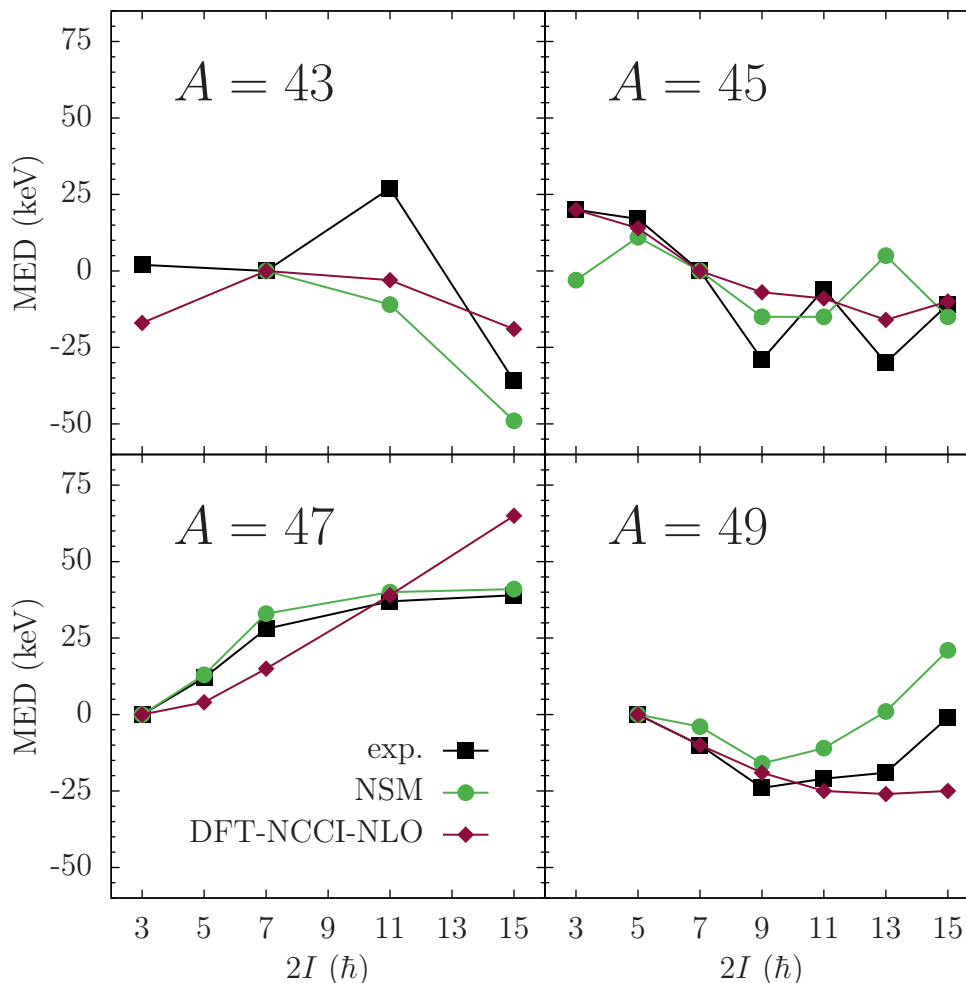 A = 43
A = 45
75
50
25
0
-25
-50
MED (keV)
A = 47
A = 49
75
50
25
0
-25
-50
MED (keV)
exp.
NSM
DFT-NCCI-NLO
3 5 7 9 11 13 15
3 5 7 9 11 13 15
2I (ħ)
2I (ħ)